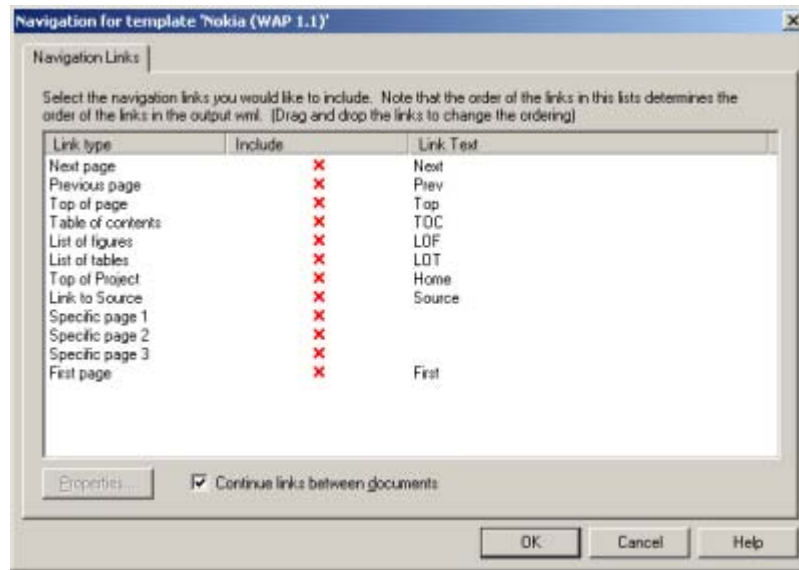 Navigation for template 'Nokia (WAP 1.1)'
Navigation Links
Select the navigation links you would like to include. Note that the order of the links in this lists determines the
order of the links in the output wml. (Drag and drop the links to change the ordering)
Link type Include Link Text
Next page Next
Previous page Prev
Top of page Top
Table of contents TOC
List of figures LOF
List of tables LOT
Top of Project Home
Link to Source Source
Specific page 1
Specific page 2
Specific page 3
First page First
Properties... Continue links between documents
OK Cancel Help